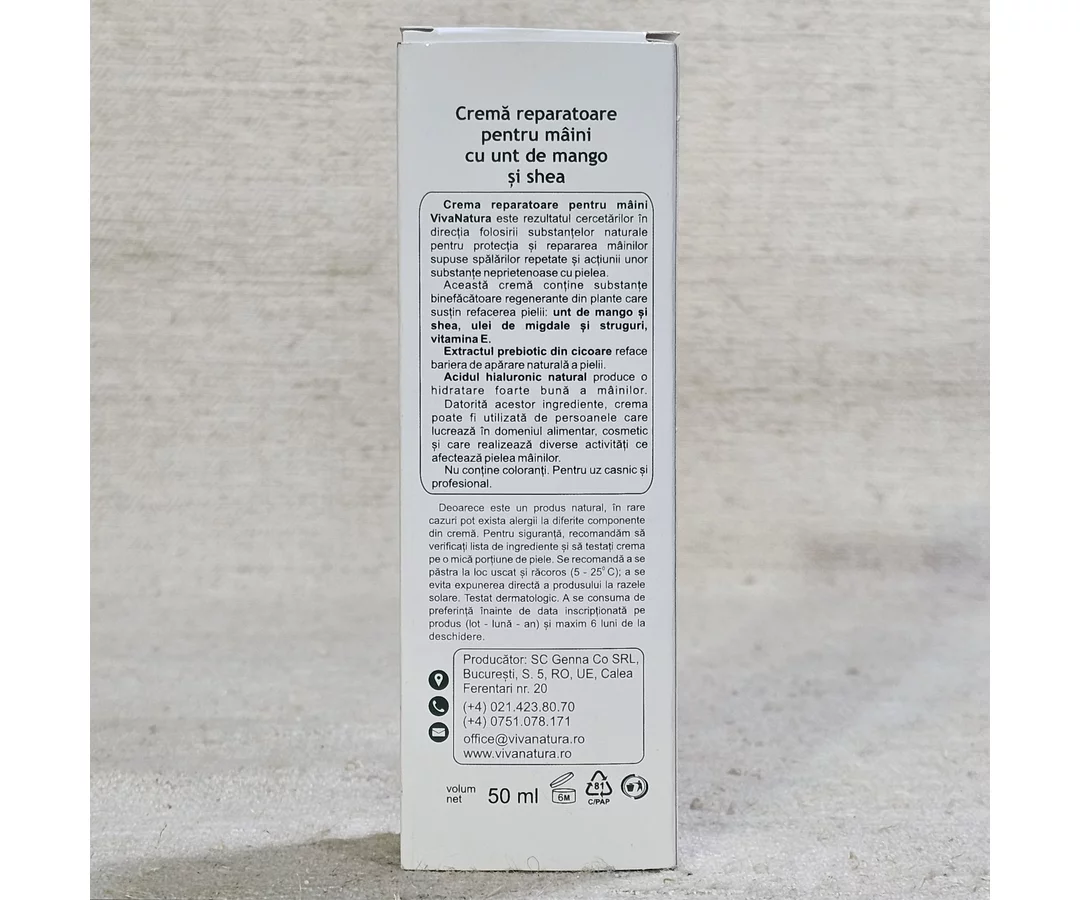 Cremă reparatoare
pentru mâini
cu unt de mango
și shea
Crema reparatoare pentru mâini
VivaNatura este rezultatul cercetărilor în
direcția folosirii substanțelor naturale
pentru protecția și repararea mâinilor
supuse spălărilor repetate și acțiunii unor
substanțe neprietenoase cu pielea.
Această cremă conține substanțe
binefăcătoare regenerante din plante care
susțin refacerea pielii: unt de mango și
shea, ulei de migdale și struguri,
vitamina E.
Extractul prebiotic din cicoare reface
bariera de apărare naturală a pielii.
Acidul hialuronic natural produce o
hidratare foarte bună a mâinilor.
Datorită acestor ingrediente, crema
poate fi utilizată de persoanele care
lucrează în domeniul alimentar, cosmetic
și care realizează diverse activități ce
afectează pielea mâinilor.
Nu conține coloranți. Pentru uz casnic și
profesional.
Deoarece este un produs natural, în rare
cazuri pot exista alergii la diferite componente
din cremă. Pentru siguranță, recomandăm să
verificați lista de ingrediente și să testați crema
pe o mică porțiune de piele. Se recomandă a se
păstra la loc uscat și răcoros (5 - 25°C); a se
evita expunerea directă a produsului la razele
solare. Testat dermatologic. A se consuma de
preferință înainte de data inscripționată pe
produs (lot - lună - an) și maxim 6 luni de la
deschidere.
Producător: SC Genna Co SRL,
București, S. 5, RO, UE, Calea
Ferentari nr. 20
(+4) 021.423.80.70
(+4) 0751.078.171
office@vivanatura.ro
www.vivanatura.ro
volum
net
50 ml
6M
81
C/PAP